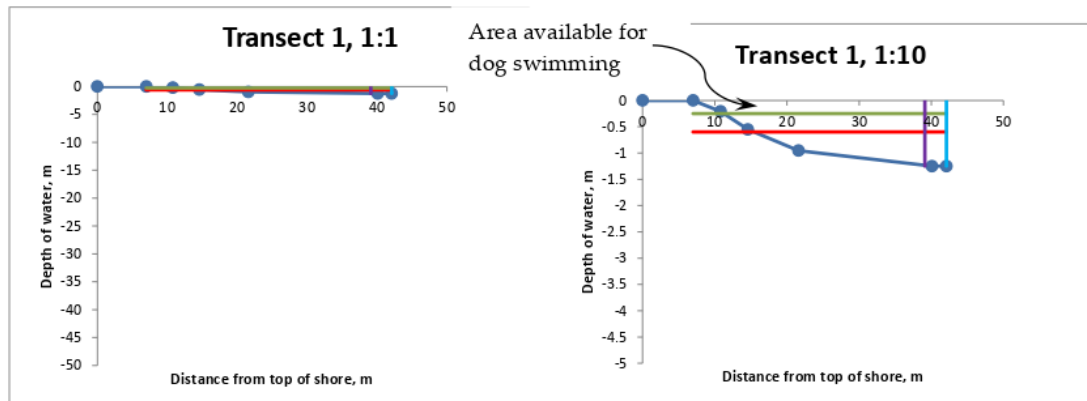 Transect 1, 1:1
0
-5
-10
-15
-20
-25
-30
-35
-40
-45
-50
0 10 20 30 40 50
Depth of water, m
Distance from top of shore, m
Area available for
dog swimming
Transect 1, 1:10
0
-0.5
-1
-1.5
-2
-2.5
-3
-3.5
-4
-4.5
-5
0 10 20 30 40 50
Depth of water, m
Distance from top of shore, m